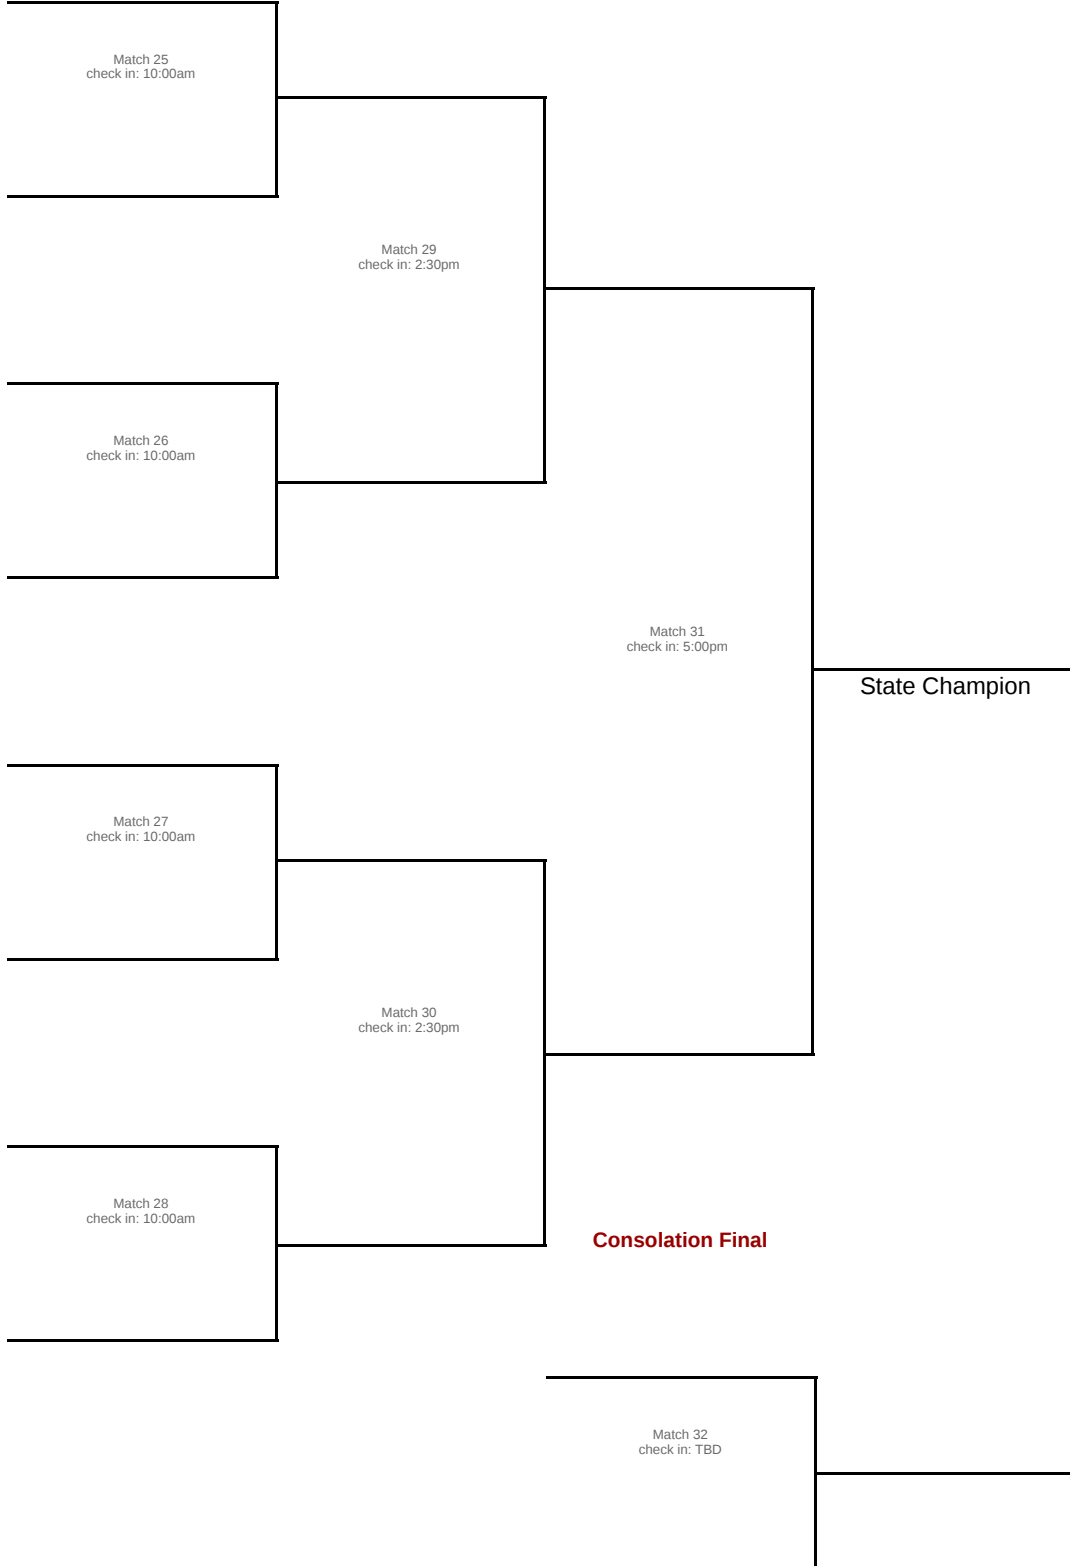 Match 25
check in: 10:00am
Match 29
check in: 2:30pm
Match 26
check in: 10:00am
Match 31
check in: 5:00pm
State Champion
Match 27
check in: 10:00am
Match 30
check in: 2:30pm
Match 28
check in: 10:00am
Consolation Final
Match 32
check in: TBD